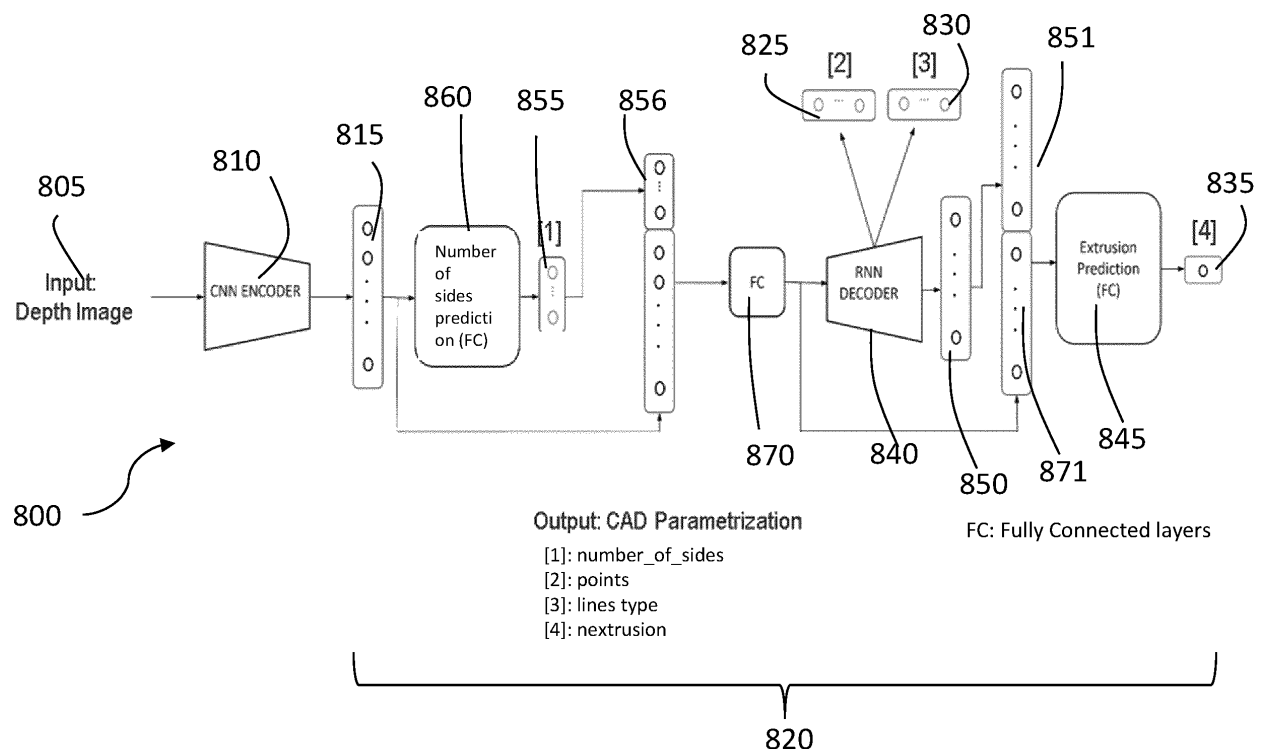 825
830
851
[2]
[3]
860
855
856
815
810
805
835
[1]
[4]
Number
of
sides
predicti
on (FC)
Input:
Depth Image
CNN ENCODER
FC
RNN
DECODER
Extrusion
Prediction
(FC)
870
840
850
871
845
800
Output: CAD Parametrization
FC: Fully Connected layers
[1]: number_of_sides
[2]: points
[3]: lines type
[4]: nextrusion
820